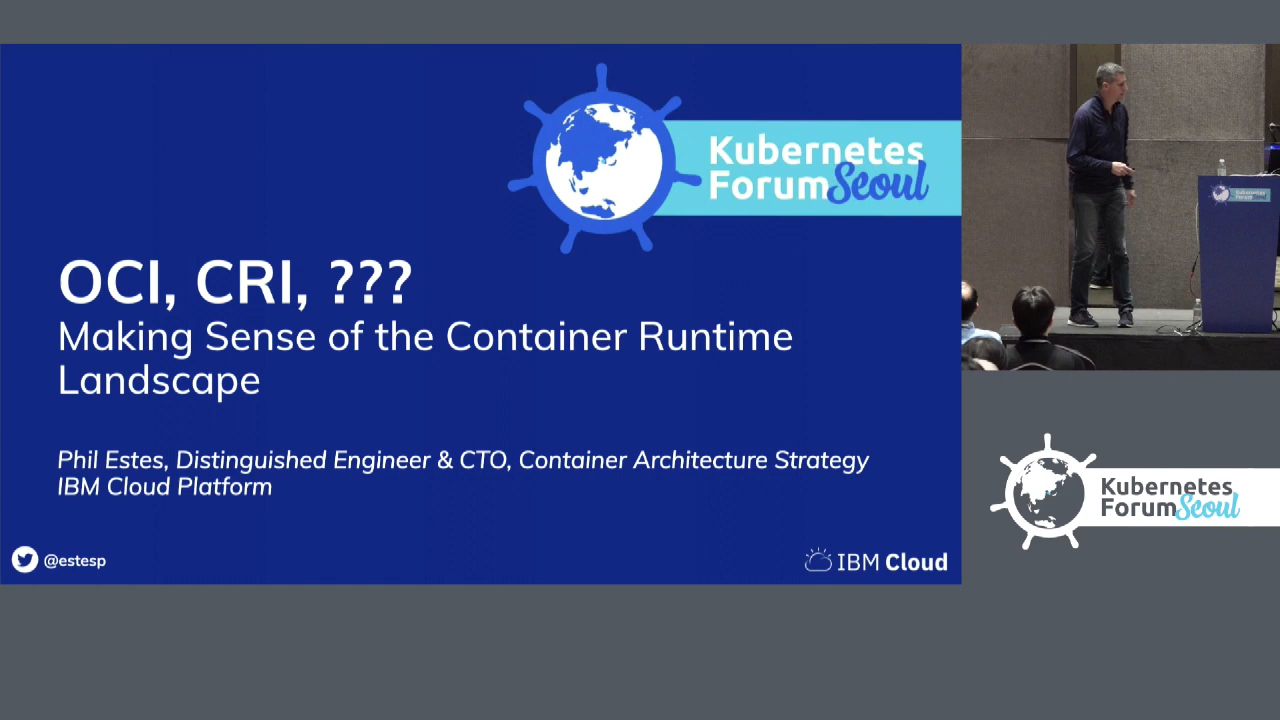 Kubernetes
Forum Seoul
OCI, CRI, ???
Making Sense of the Container Runtime
Landscape
Phil Estes, Distinguished Engineer & CTO, Container Architecture Strategy
IBM Cloud Platform
@estesp
IBM Cloud
Kubernetes
Forum Seoul